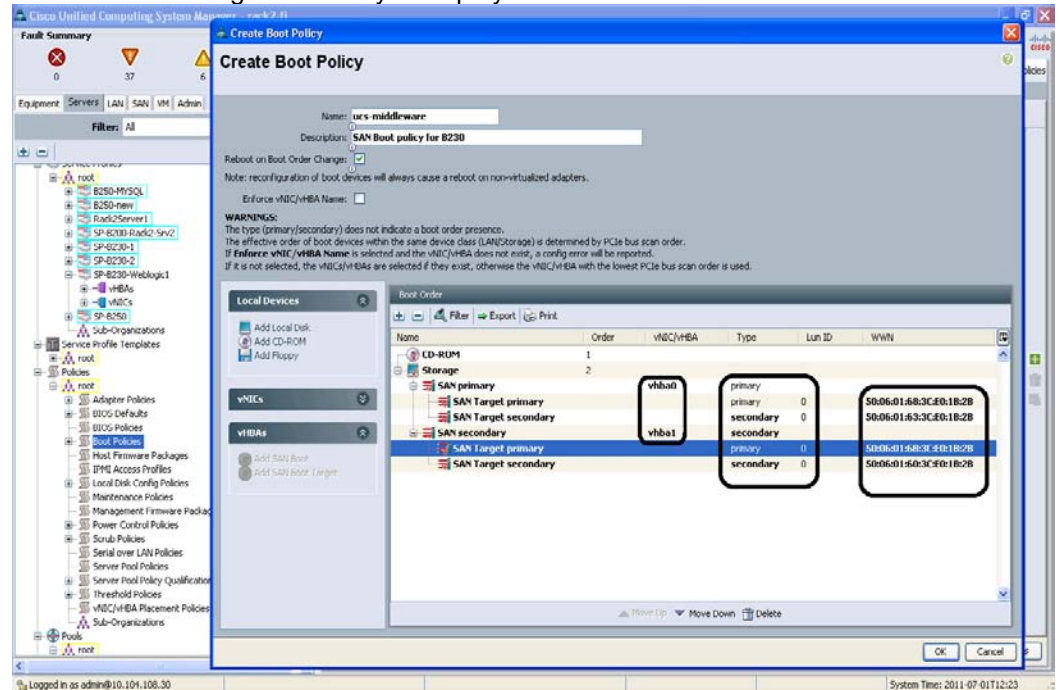 Cisco Unified Computing System Manager - rack2-fi
Fault Summary
0 37 6
Equipment Servers LAN SAN VM Admin
Filter: All
Service Profiles
root
B250-MYSQL
B250-new
Rack2Server1
SP-B200-Rack2-Srv2
SP-B230-1
SP-B230-2
SP-B230-Weblogic1
vHBAs
vNICs
SP-B250
Sub-Organizations
Service Profile Templates
root
Policies
root
Adapter Policies
BIOS Defaults
BIOS Policies
Boot Policies
Host Firmware Packages
IPMI Access Profiles
Local Disk Config Policies
Maintenance Policies
Management Firmware Packag
Power Control Policies
Scrub Policies
Serial over LAN Policies
Server Pool Policies
Server Pool Policy Qualification
Threshold Policies
vNIC/vHBA Placement Policies
Sub-Organizations
Pools
root
Create Boot Policy
Create Boot Policy
cisco
olicies
Name: ucs-middleware
Description: SAN Boot policy for B230
Reboot on Boot Order Change:
Note: reconfiguration of boot devices will always cause a reboot on non-virtualized adapters.
Enforce vNIC/vHBA Name:
WARNINGS:
The type (primary/secondary) does not indicate a boot order presence.
The effective order of boot devices within the same device class (LAN/Storage) is determined by PCIe bus scan order.
If Enforce vNIC/vHBA Name is selected and the vNIC/vHBA does not exist, a config error will be reported.
If it is not selected, the vNICs/vHBAs are selected if they exist, otherwise the vNIC/vHBA with the lowest PCIe bus scan order is used.
Local Devices
Add Local Disk
Add CD-ROM
Add Floppy
vNICs
vHBAs
Add SAN Boot
Add SAN Boot Target
Boot Order
Filter Export Print
Name Order vNIC/vHBA Type Lun ID WWN
CD-ROM 1
Storage 2
SAN primary vhba0 primary
SAN Target primary primary 0 50:06:01:68:3C:E0:1B:2B
SAN Target secondary secondary 0 50:06:01:63:3C:E0:1B:2B
SAN secondary vhba1 secondary
SAN Target primary primary 0 50:06:01:68:3C:E0:1B:2B
SAN Target secondary secondary 0 50:06:01:60:3C:E0:1B:2B
Move Up Move Down Delete
OK Cancel
Logged in as admin@10.104.108.30 System Time: 2011-07-01T12:23